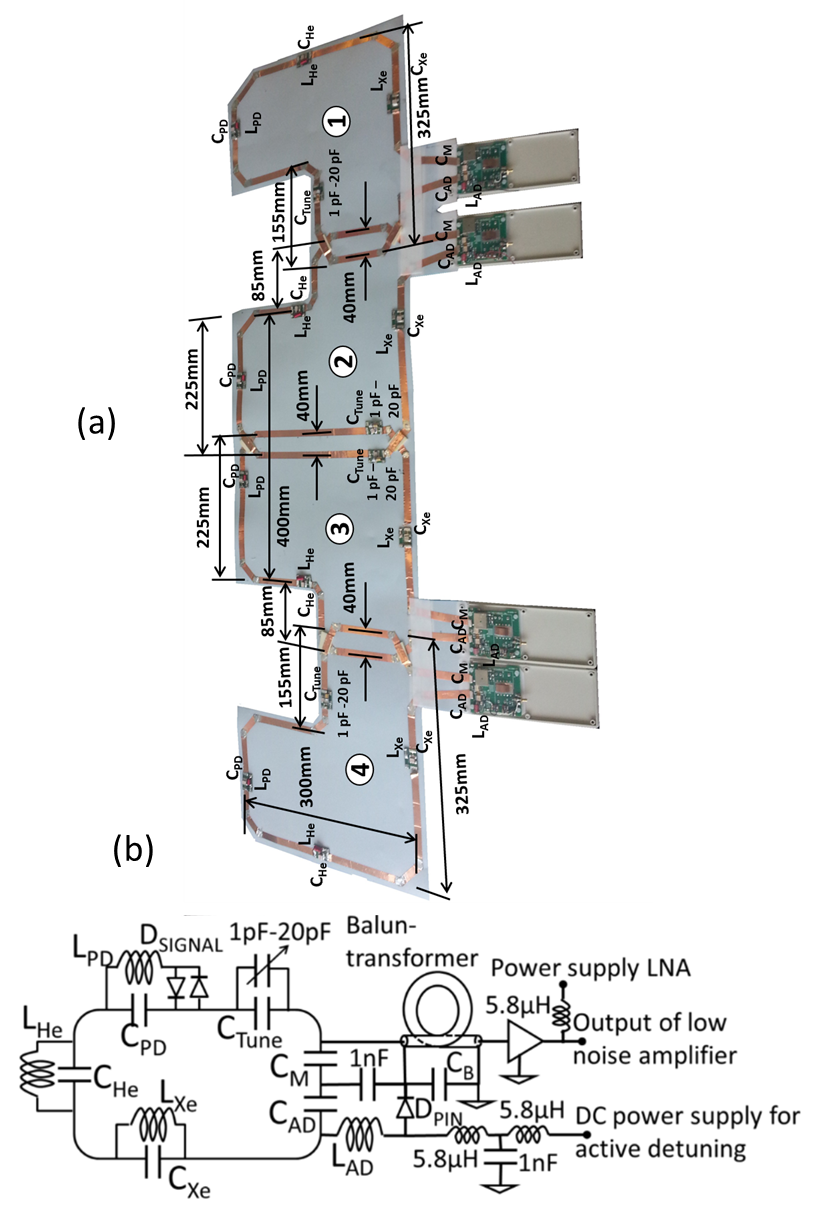 (a)
C_He
L_He
C_PD
L_PD
L_Xe
C_Xe
325mm
1
155mm
C_Tune
1 pF -20 pF
C_M
C_AD
L_AD
C_M
C_AD
L_AD
85mm
C_He
L_He
40mm
L_Xe
C_Xe
225mm
C_PD
L_PD
2
40mm
C_Tune
1 pF –
20 pF
C_Tune
1 pF –
20 pF
C_PD
L_PD
225mm
400mm
3
L_Xe
C_Xe
L_He
C_He
85mm
40mm
155mm
C_Tune
1 pF -20 pF
C_M
C_AD
L_AD
C_M
C_AD
L_AD
C_PD
L_PD
300mm
4
L_Xe
C_Xe
325mm
L_He
C_He
(b)
L_PD
D_SIGNAL
1pF-20pF
Balun-
transformer
Power supply LNA
5.8μH
L_He
C_PD
C_Tune
Output of low
noise amplifier
C_He
C_M
1nF
C_B
L_Xe
C_AD
D_PIN
5.8μH
DC power supply for
active detuning
C_Xe
L_AD
5.8μH
1nF